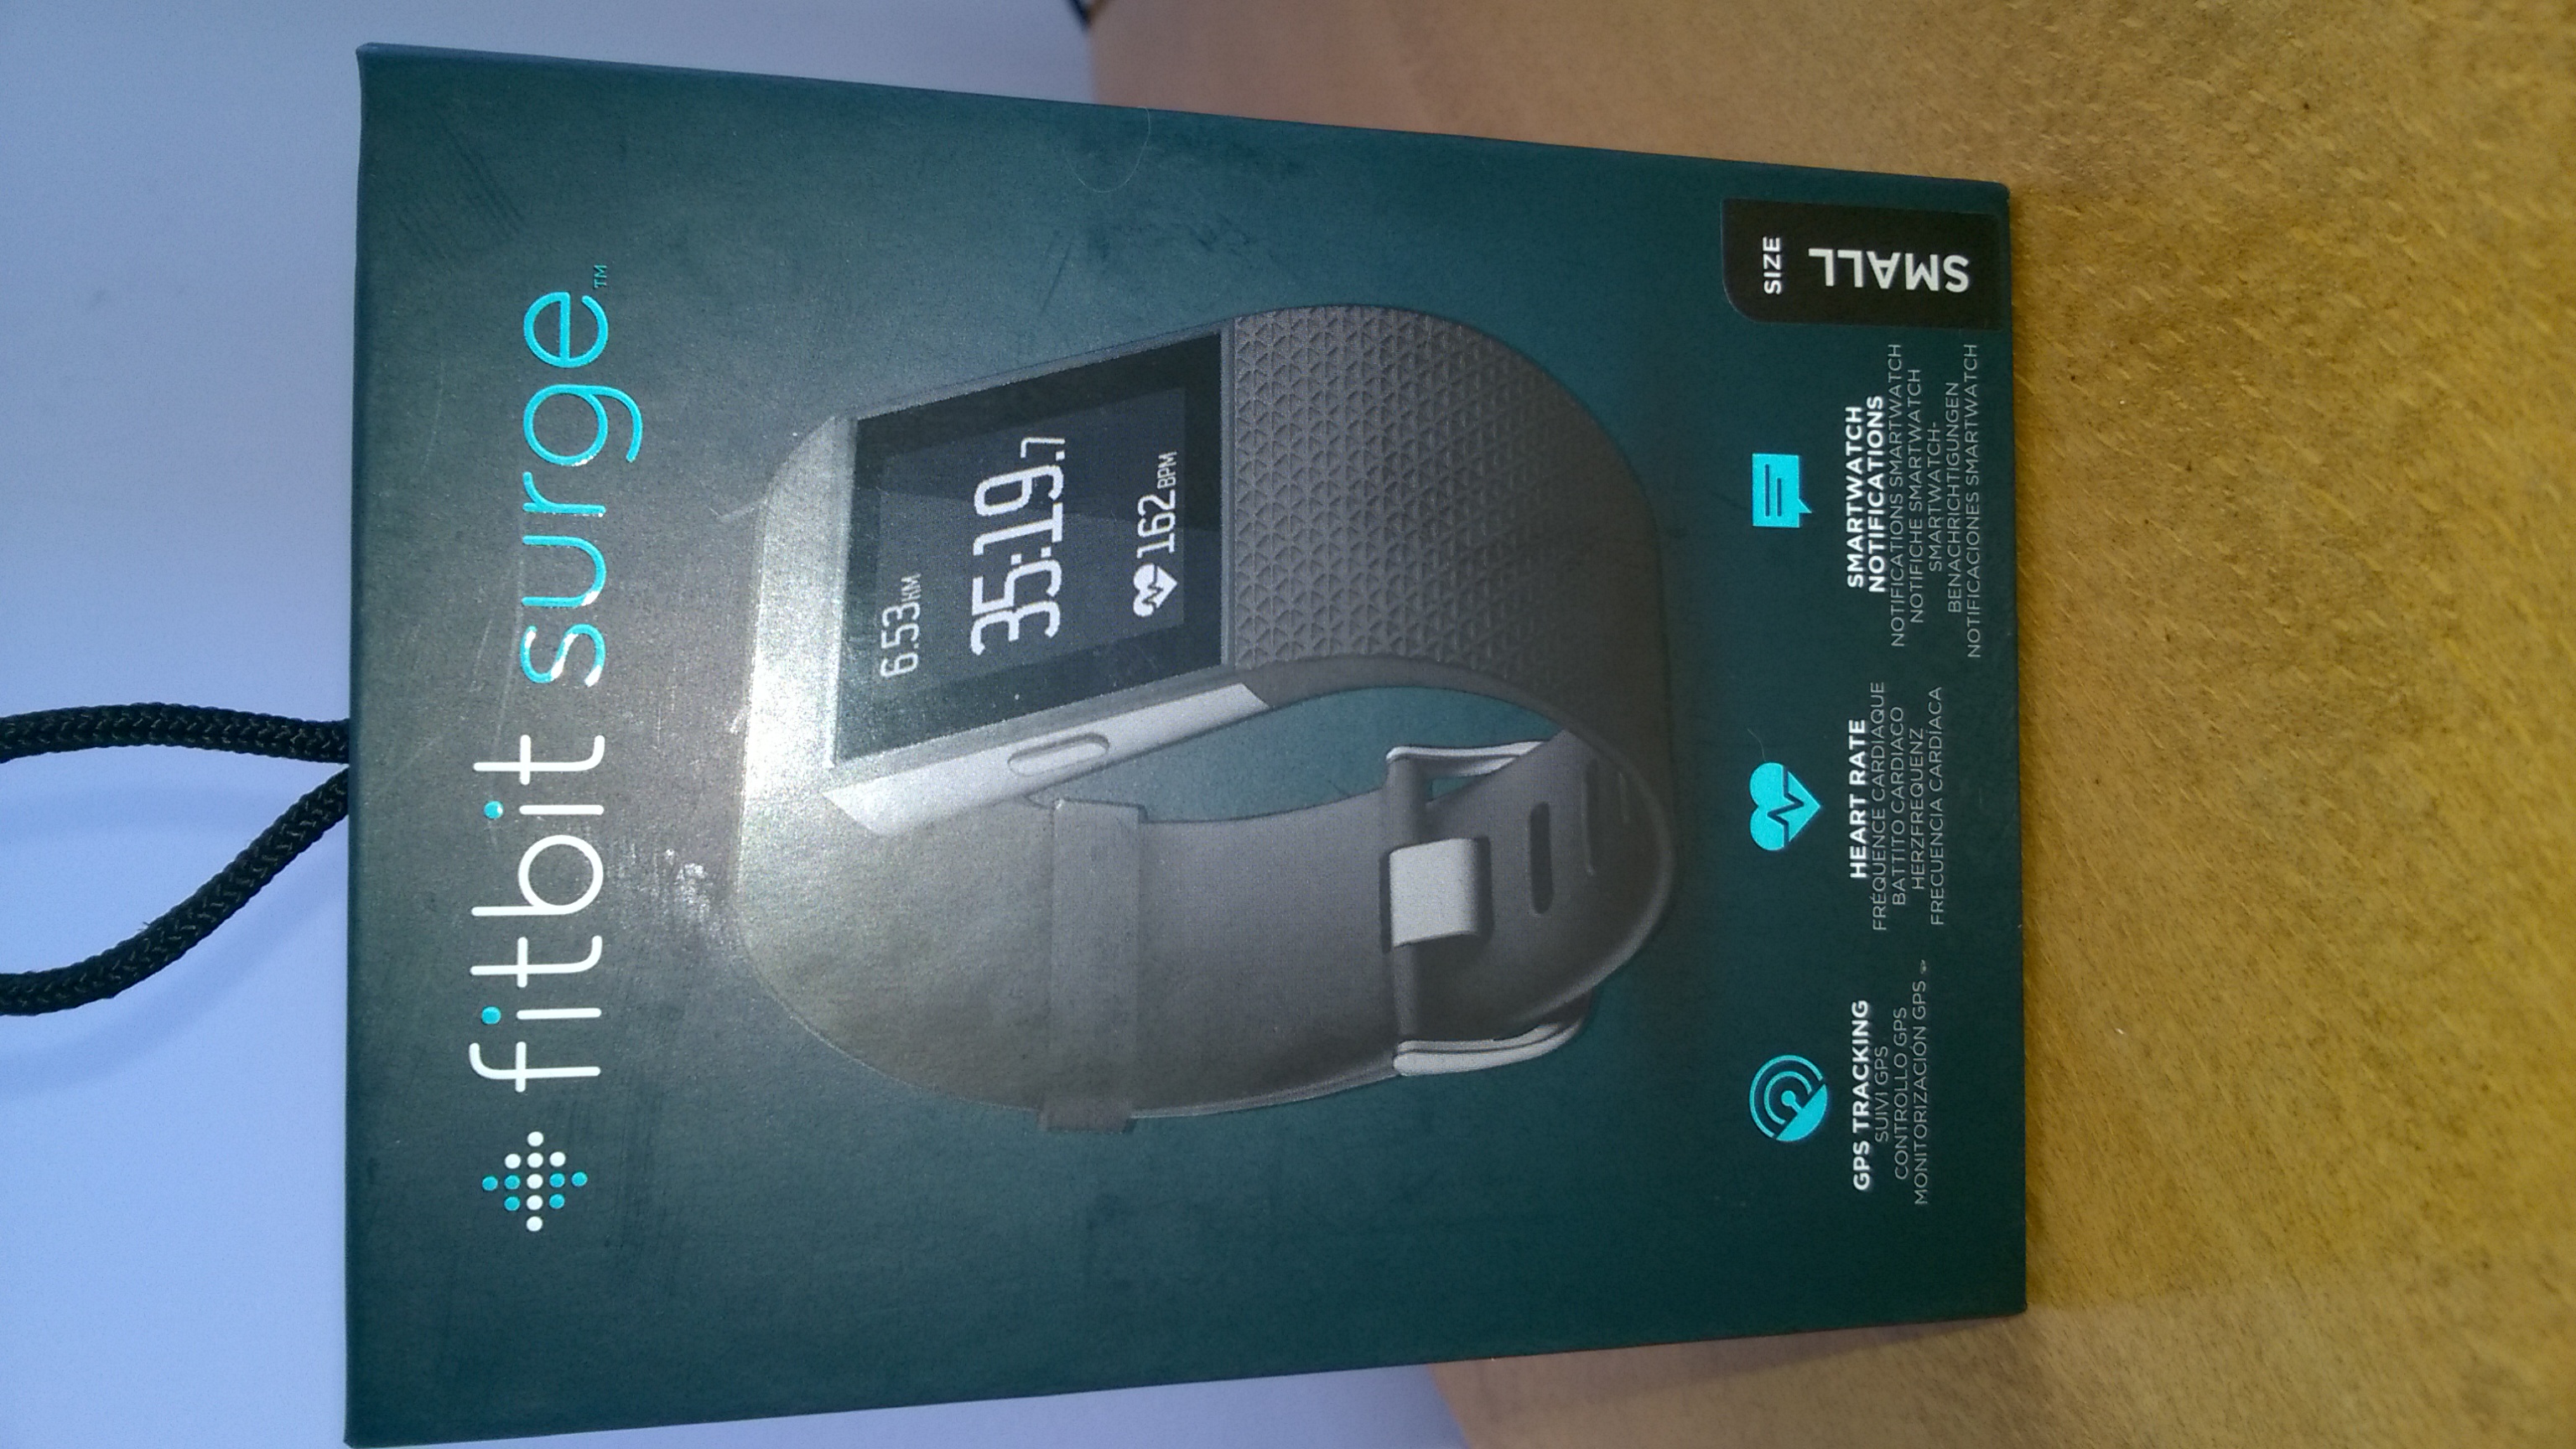 fitbit surge™
6.53KM
35:19.7
162BPM
GPS TRACKING
SUIVI GPS
CONTROLLO GPS
MONITORIZACIÓN GPS
HEART RATE
FRÉQUENCE CARDIAQUE
BATTITO CARDIACO
HERZFREQUENZ
FRECUENCIA CARDÍACA
SMARTWATCH
NOTIFICATIONS
NOTIFICATIONS SMARTWATCH
NOTIFICHE SMARTWATCH
SMARTWATCH-
BENACHRICHTIGUNGEN
NOTIFICACIONES SMARTWATCH
SIZE
SMALL